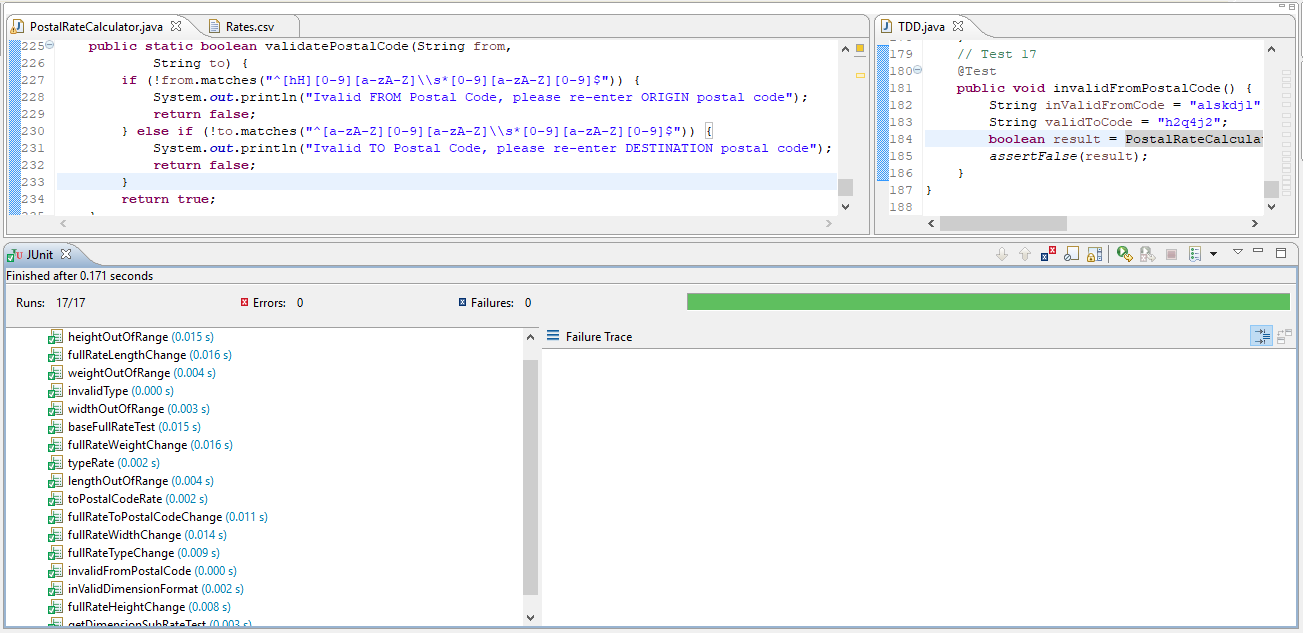 PostalRateCalculator.java
Rates.csv
225 public static boolean validatePostalCode(String from,
226 String to) {
227 if (!from.matches("^[hH][0-9][a-zA-Z]\\s*[0-9][a-zA-Z][0-9]$")) {
228 System.out.println("Ivalid FROM Postal Code, please re-enter ORIGIN postal code");
229 return false;
230 } else if (!to.matches("^[a-zA-Z][0-9][a-zA-Z]\\s*[0-9][a-zA-Z][0-9]$")) {
231 System.out.println("Ivalid TO Postal Code, please re-enter DESTINATION postal code");
232 return false;
233 }
234 return true;
TDD.java
179 // Test 17
180 @Test
181 public void invalidFromPostalCode() {
182 String inValidFromCode = "alskdjl"
183 String validToCode = "h2q4j2";
184 boolean result = PostalRateCalcula
185 assertFalse(result);
186 }
187 }
188
JUnit
Finished after 0.171 seconds
Runs: 17/17
Errors: 0
Failures: 0
heightOutOfRange (0.015 s)
fullRateLengthChange (0.016 s)
weightOutOfRange (0.004 s)
invalidType (0.000 s)
widthOutOfRange (0.003 s)
baseFullRateTest (0.015 s)
fullRateWeightChange (0.016 s)
typeRate (0.002 s)
lengthOutOfRange (0.004 s)
toPostalCodeRate (0.002 s)
fullRateToPostalCodeChange (0.011 s)
fullRateWidthChange (0.014 s)
fullRateTypeChange (0.009 s)
invalidFromPostalCode (0.000 s)
inValidDimensionFormat (0.002 s)
fullRateHeightChange (0.008 s)
getDimensionSubRateTest (0.003 s)
Failure Trace